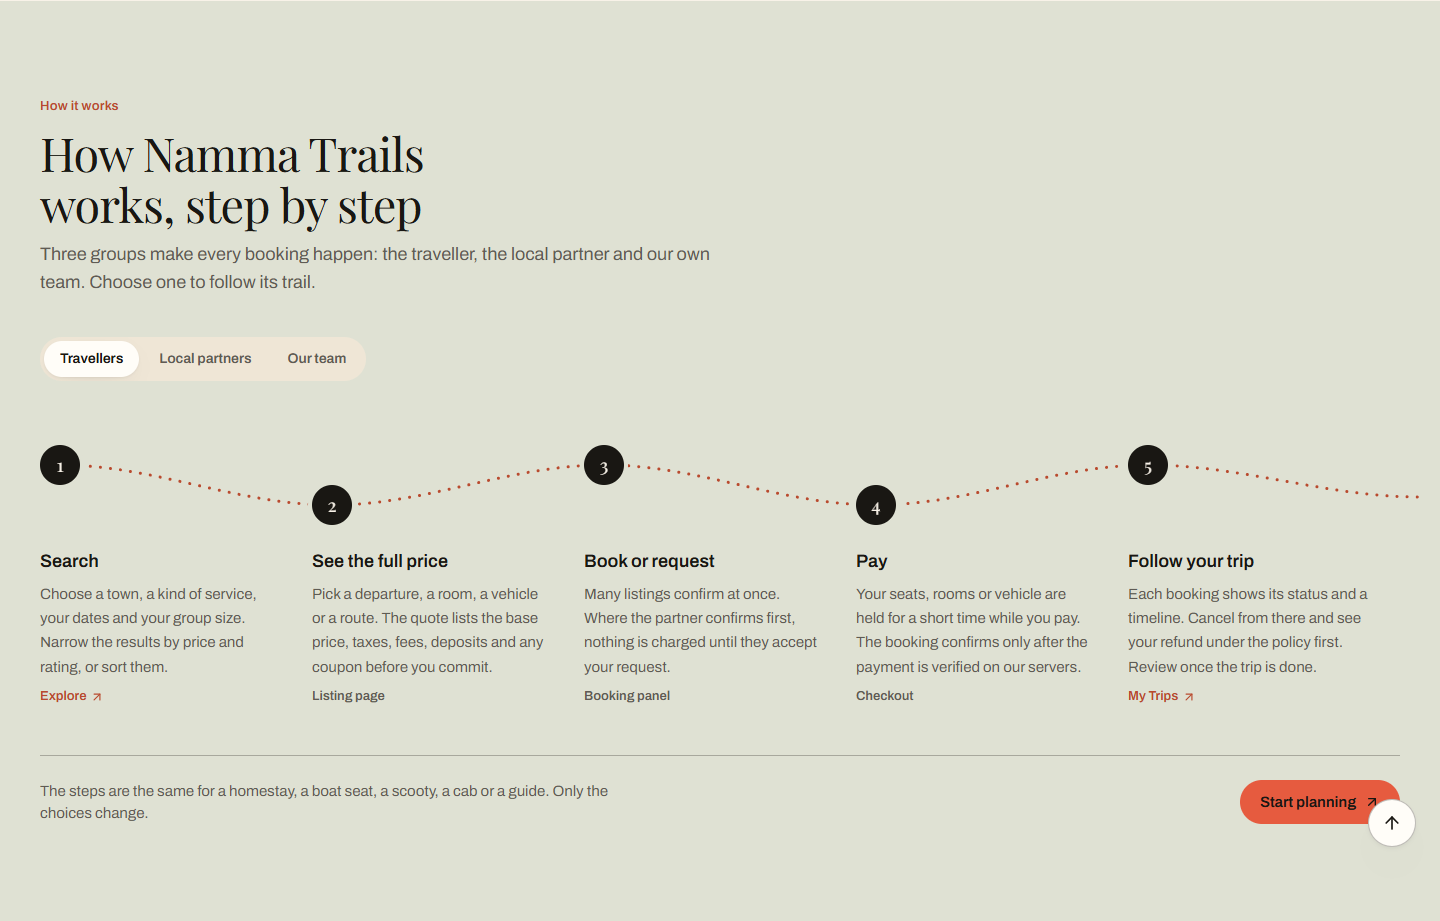 How it works
How Namma Trails
works, step by step
Three groups make every booking happen: the traveller, the local partner and our own
team. Choose one to follow its trail.
Travellers
Local partners
Our team
1
2
3
4
5
Search
Choose a town, a kind of service,
your dates and your group size.
Narrow the results by price and
rating, or sort them.
Explore
See the full price
Pick a departure, a room, a vehicle
or a route. The quote lists the base
price, taxes, fees, deposits and any
coupon before you commit.
Listing page
Book or request
Many listings confirm at once.
Where the partner confirms first,
nothing is charged until they accept
your request.
Booking panel
Pay
Your seats, rooms or vehicle are
held for a short time while you pay.
The booking confirms only after the
payment is verified on our servers.
Checkout
Follow your trip
Each booking shows its status and a
timeline. Cancel from there and see
your refund under the policy first.
Review once the trip is done.
My Trips
The steps are the same for a homestay, a boat seat, a scooty, a cab or a guide. Only the
choices change.
Start planning